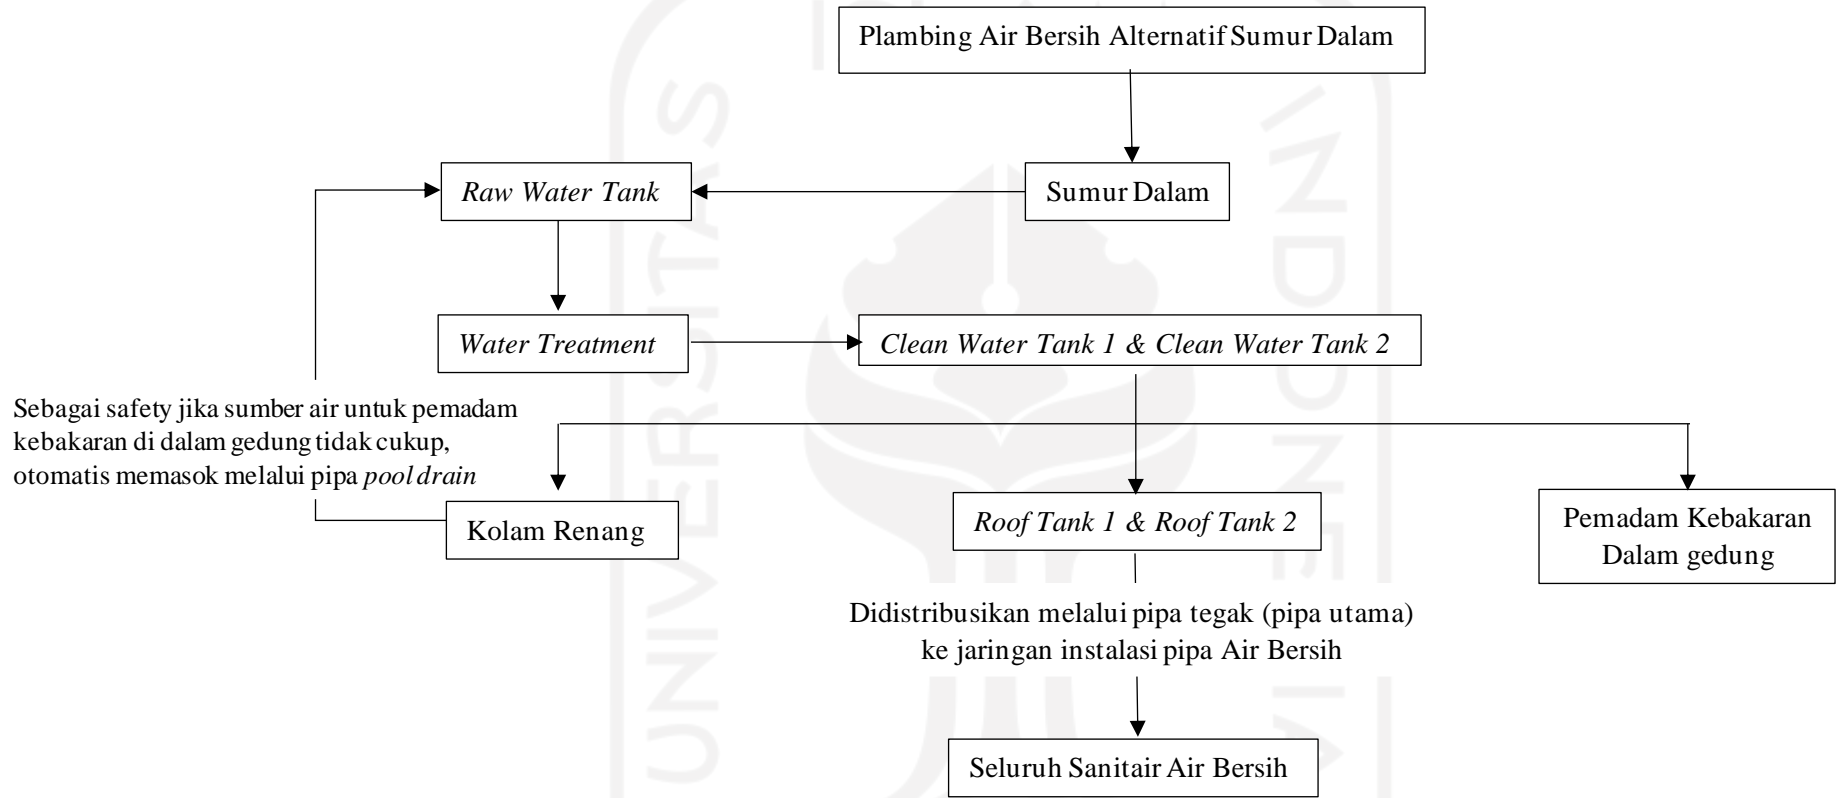 Plambing Air Bersih Alternatif Sumur Dalam
Raw Water Tank
Sumur Dalam
Water Treatment
Clean Water Tank 1 & Clean Water Tank 2
Sebagai safety jika sumber air untuk pemadam
kebakaran di dalam gedung tidak cukup,
otomatis memasok melalui pipa pool drain
Kolam Renang
Roof Tank 1 & Roof Tank 2
Pemadam Kebakaran
Dalam gedung
Didistribusikan melalui pipa tegak (pipa utama)
ke jaringan instalasi pipa Air Bersih
Seluruh Sanitair Air Bersih
UNIVERSITAS
INDONESIA